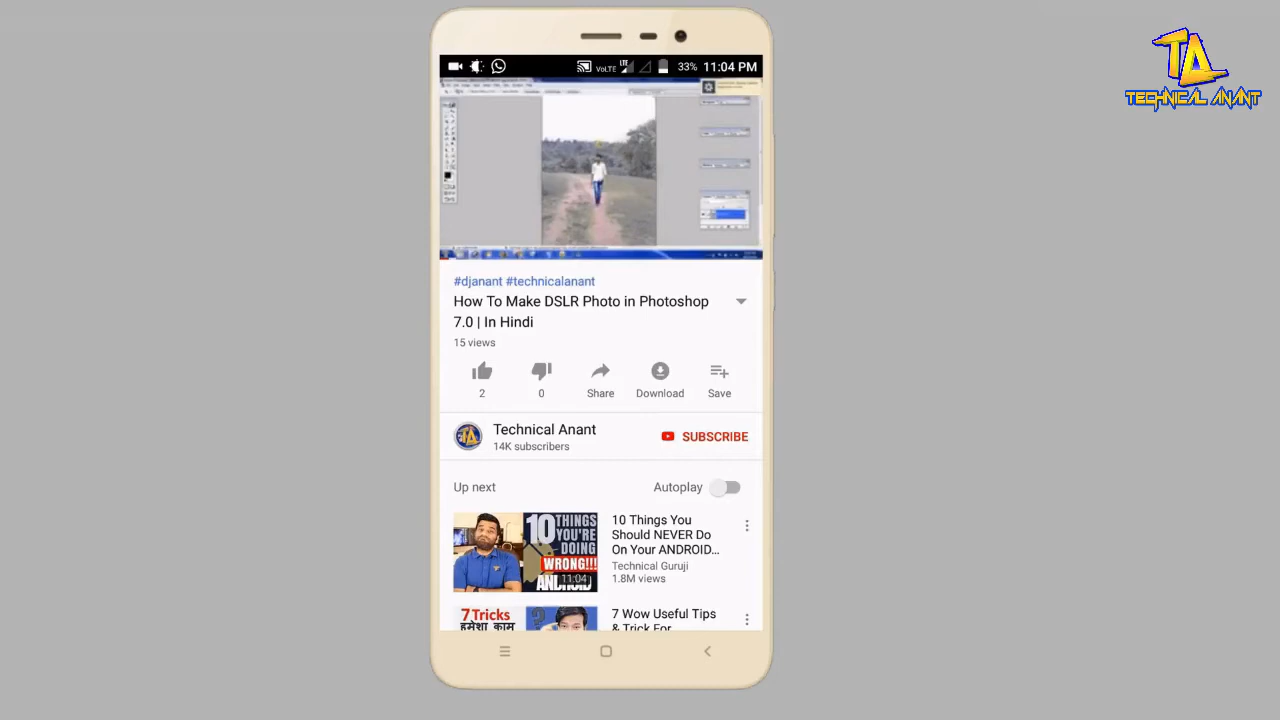 TECHNICAL ANANT
VoLTE LTE 33% 11:04 PM
#djanant #technicalanant
How To Make DSLR Photo in Photoshop
7.0 | In Hindi
15 views
2
0
Share
Download
Save
Technical Anant
14K subscribers
SUBSCRIBE
Up next
Autoplay
10 THINGS
YOU'RE
DOING
WRONG!!!
ANDROID
11:04
10 Things You
Should NEVER Do
On Your ANDROID...
Technical Guruji
1.8M views
7 Tricks
हमेशा काम
7 Wow Useful Tips
& Trick For